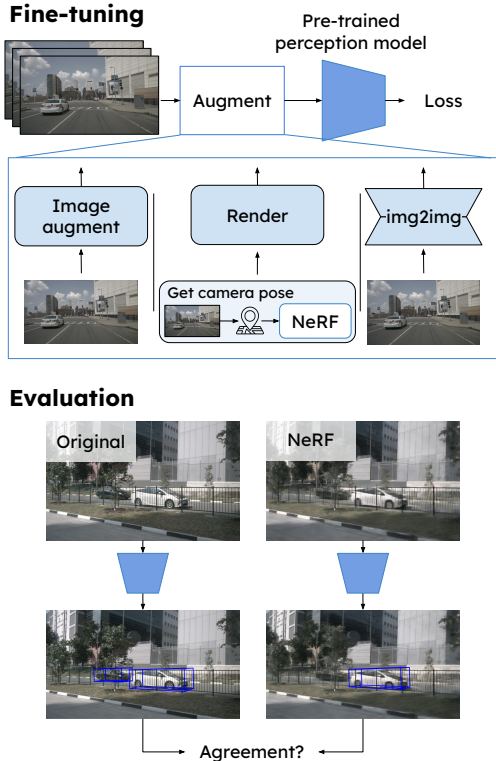 Fine-tuning
Pre-trained
perception model
Augment
Loss
Image
augment
Render
img2img
Get camera pose
NeRF
Evaluation
Original
NeRF
Agreement?